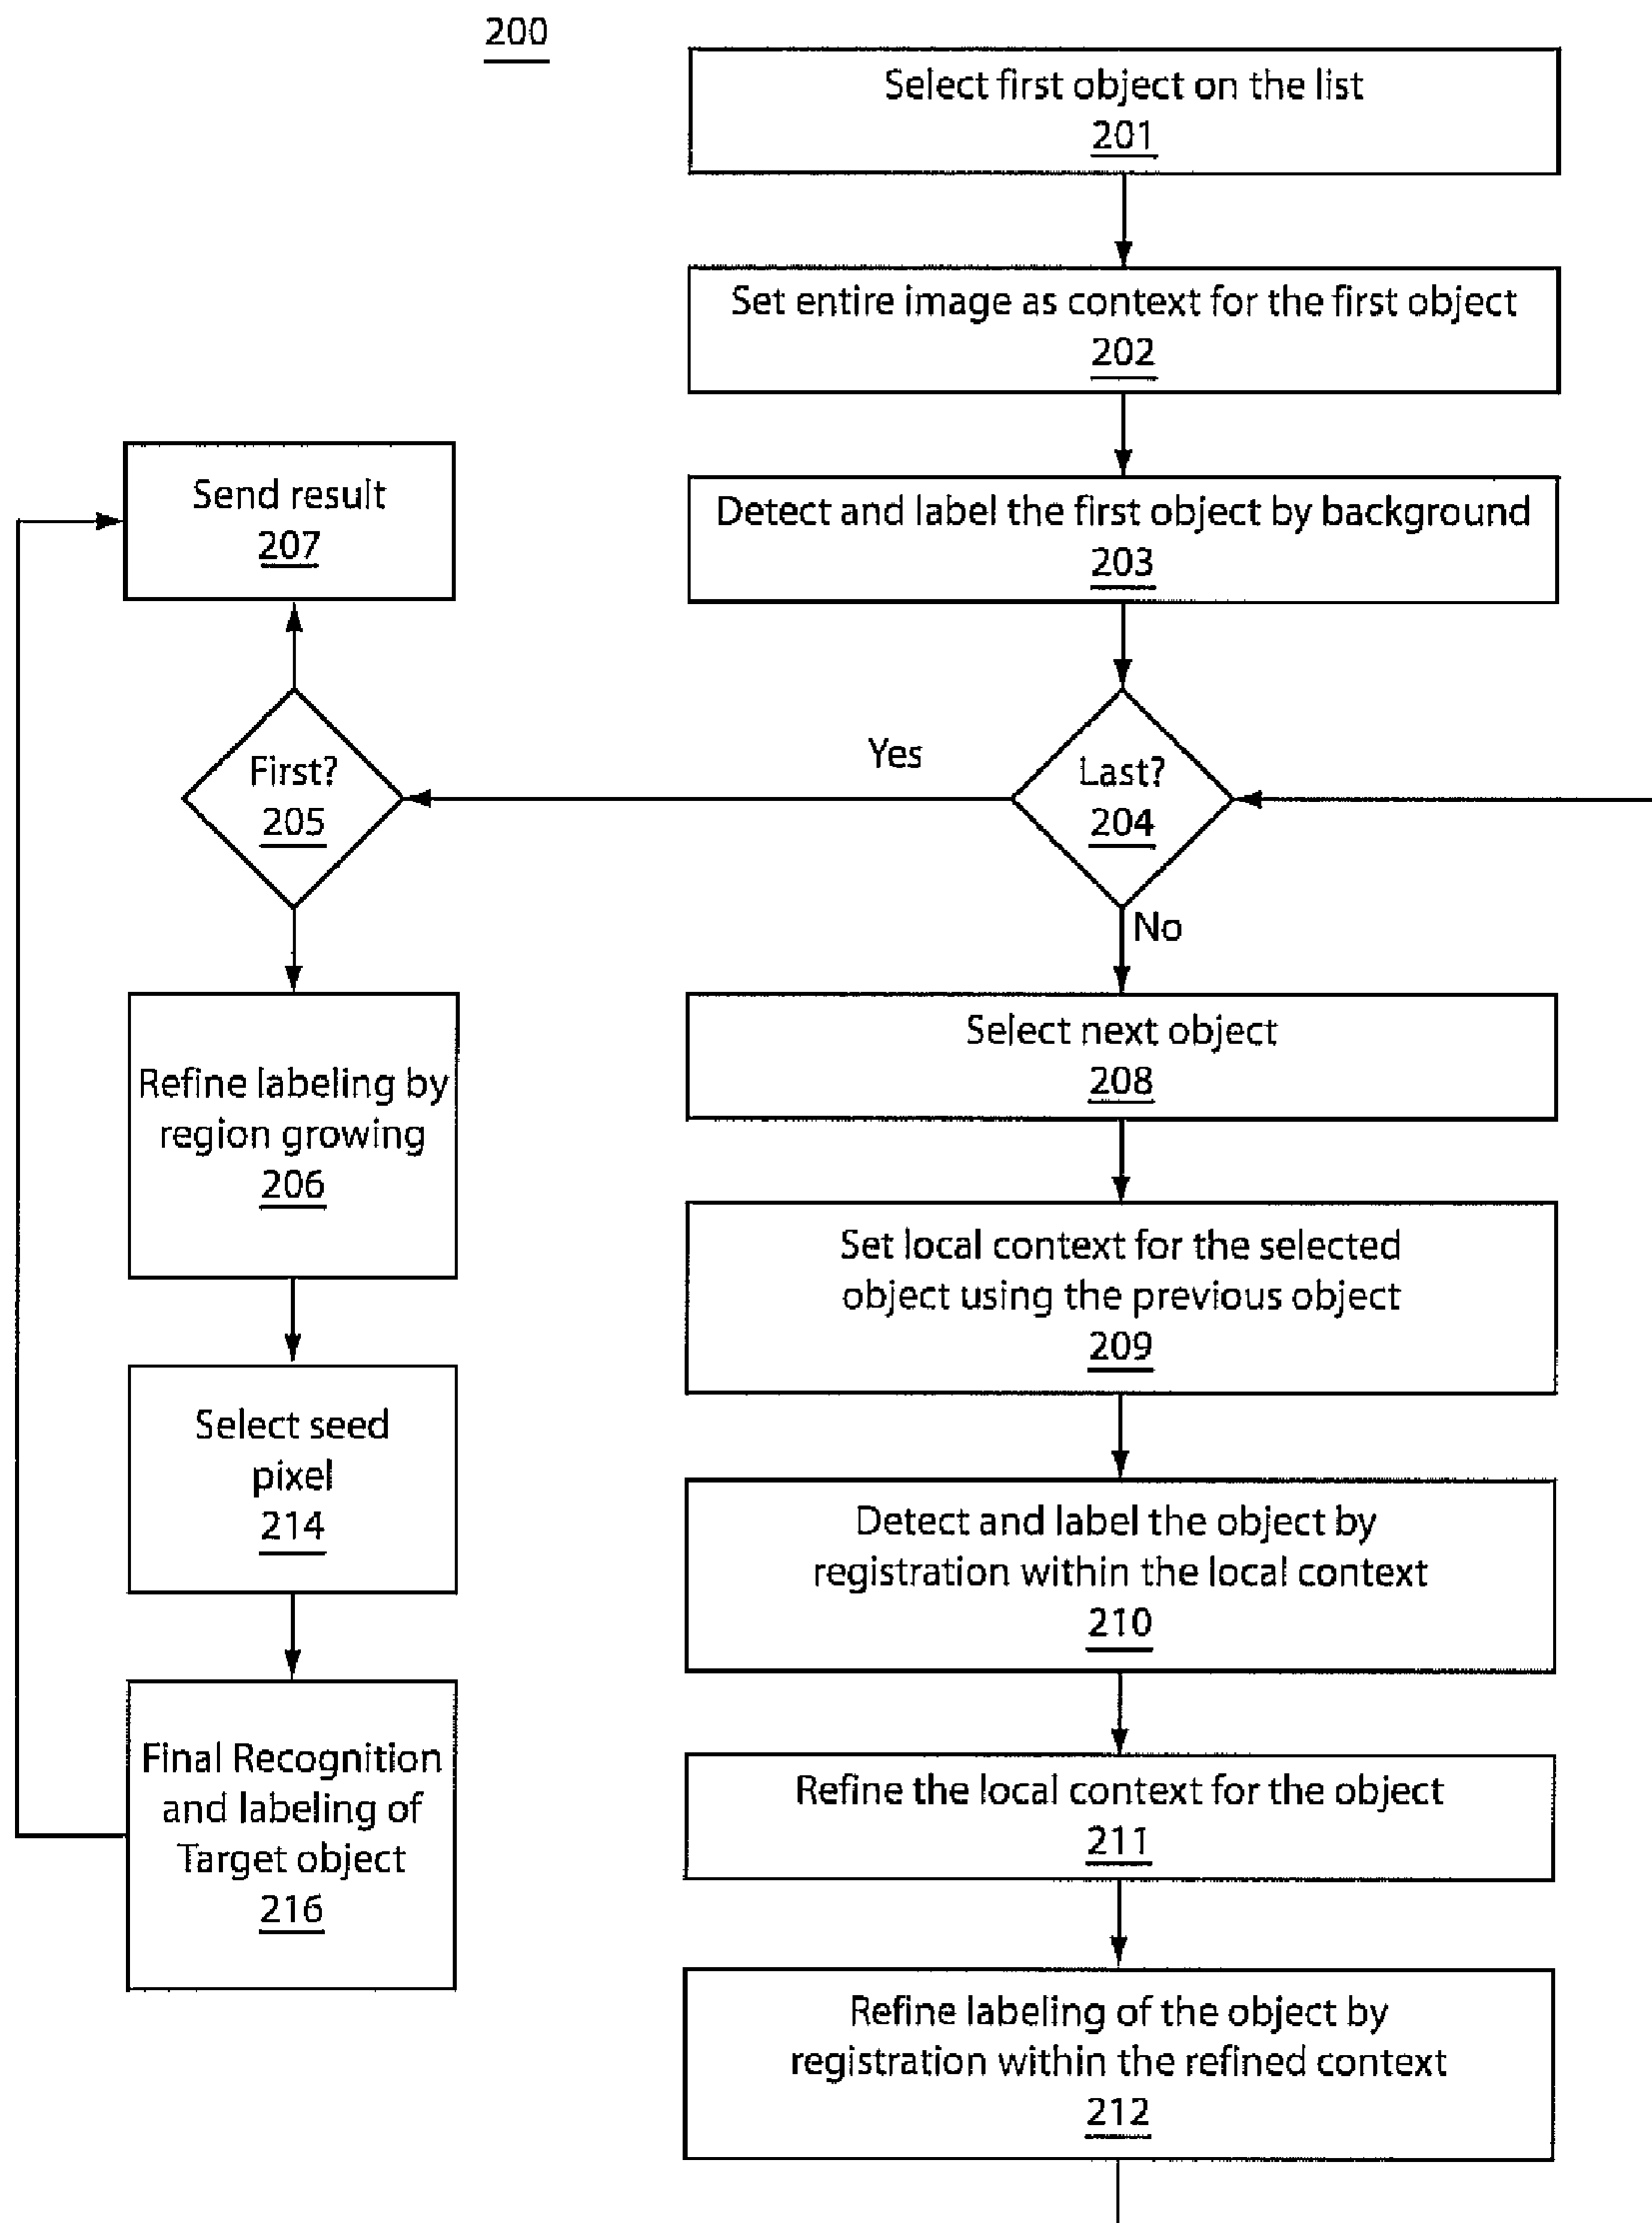 200
Select first object on the list
201
Set entire image as context for the first object
202
Send result
207
Detect and label the first object by background
203
First?
205
Yes
Last?
204
No
Refine labeling by
region growing
206
Select next object
208
Set local context for the selected
object using the previous object
209
Select seed
pixel
214
Detect and label the object by
registration within the local context
210
Final Recognition
and labeling of
Target object
216
Refine the local context for the object
211
Refine labeling of the object by
registration within the refined context
212